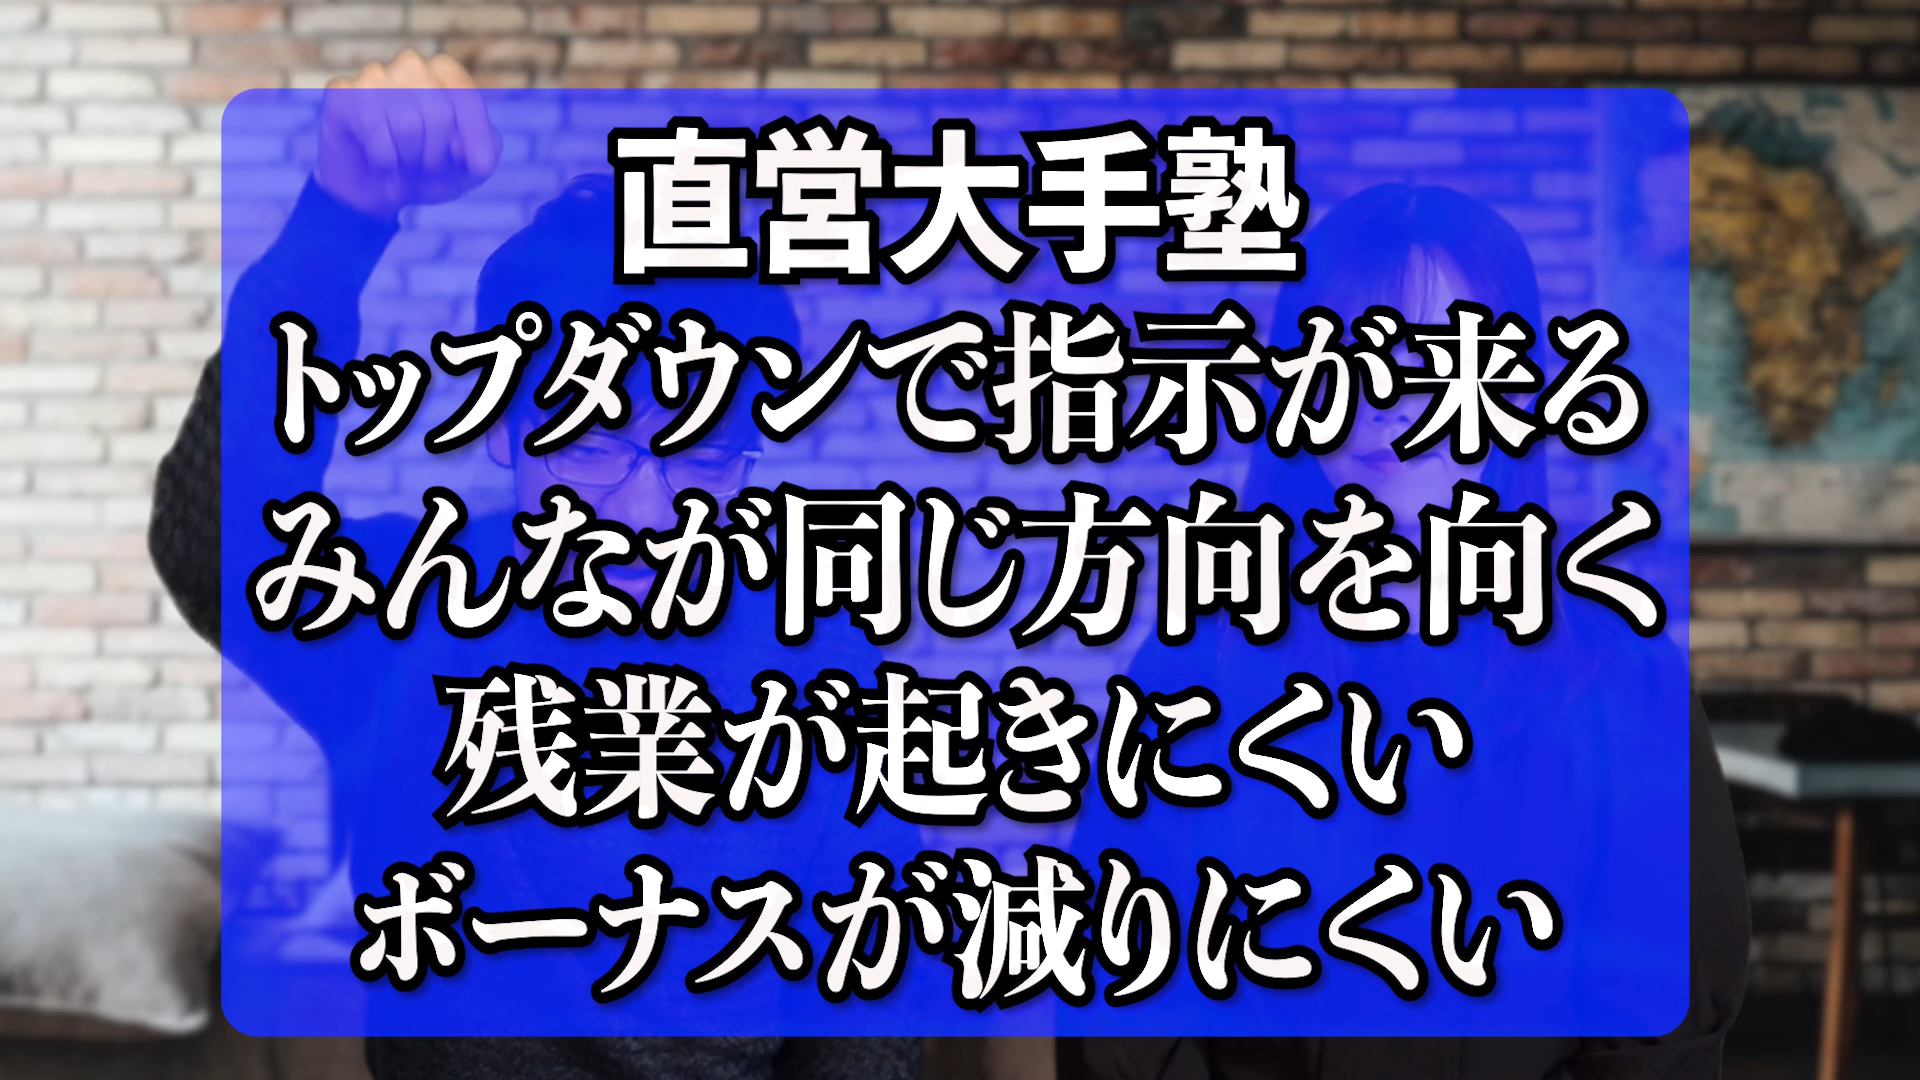 直営大手塾
トップダウンで指示が来る
みんなが同じ方向を向く
残業が起きにくい
ボーナスが減りにくい